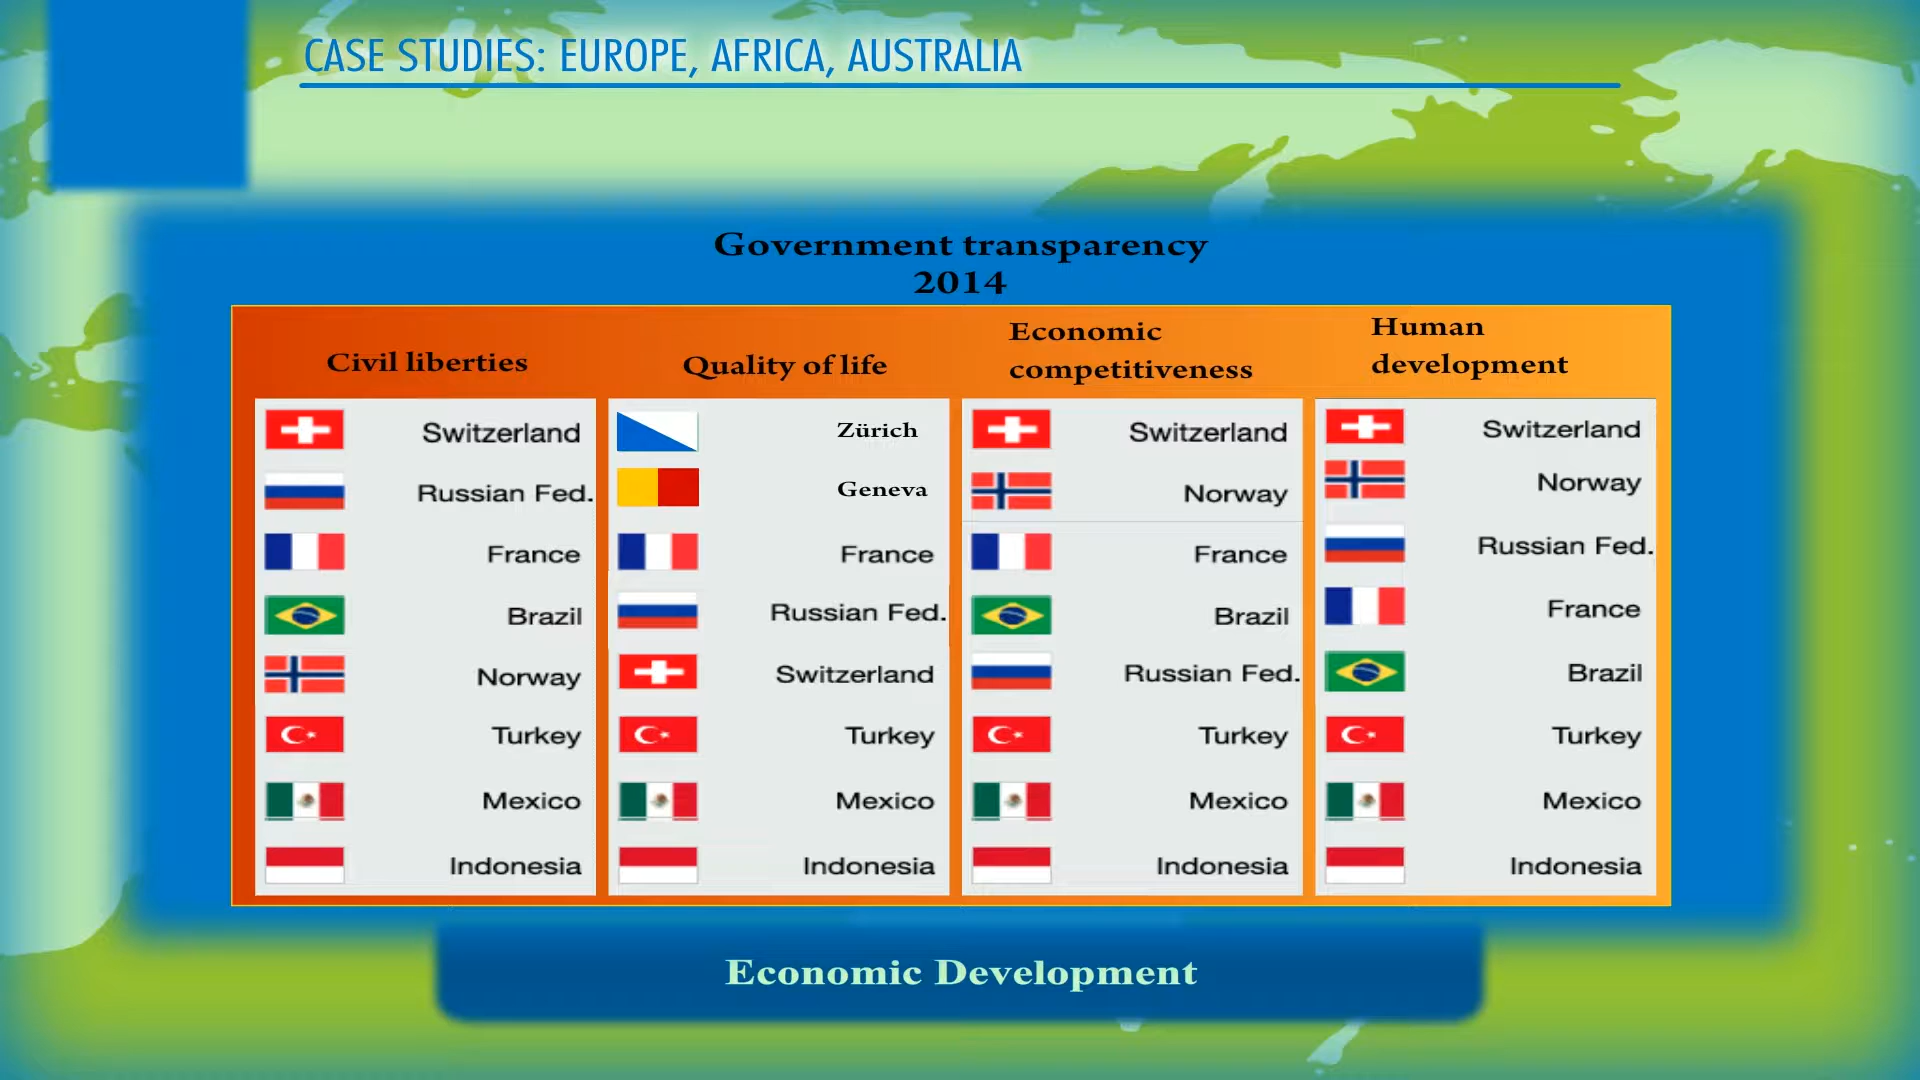 CASE STUDIES: EUROPE, AFRICA, AUSTRALIA
Government transparency
2014
Civil liberties
Switzerland
Russian Fed.
France
Brazil
Norway
Turkey
Mexico
Indonesia
Quality of life
Zürich
Geneva
France
Russian Fed.
Switzerland
Turkey
Mexico
Indonesia
Economic
competitiveness
Switzerland
Norway
France
Brazil
Russian Fed.
Turkey
Mexico
Indonesia
Human
development
Switzerland
Norway
Russian Fed.
France
Brazil
Turkey
Mexico
Indonesia
Economic Development